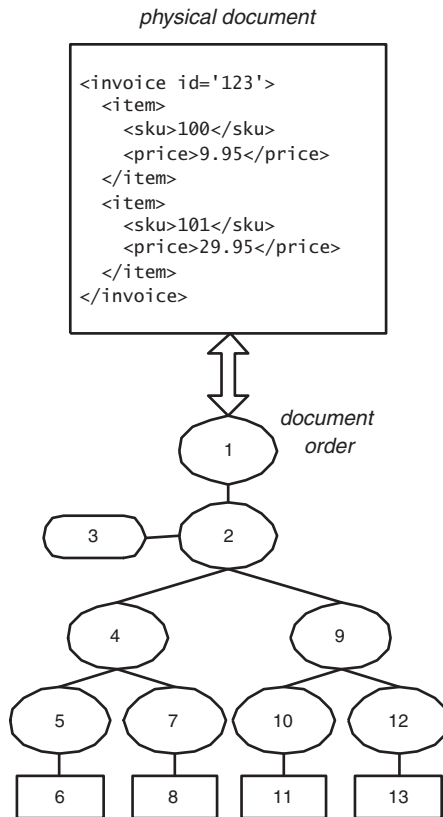 physical document
<invoice id='123'>
<item>
<sku>100</sku>
<price>9.95</price>
</item>
<item>
<sku>101</sku>
<price>29.95</price>
</item>
</invoice>
document
order
1
3
2
4
9
5
7
10
12
6
8
11
13